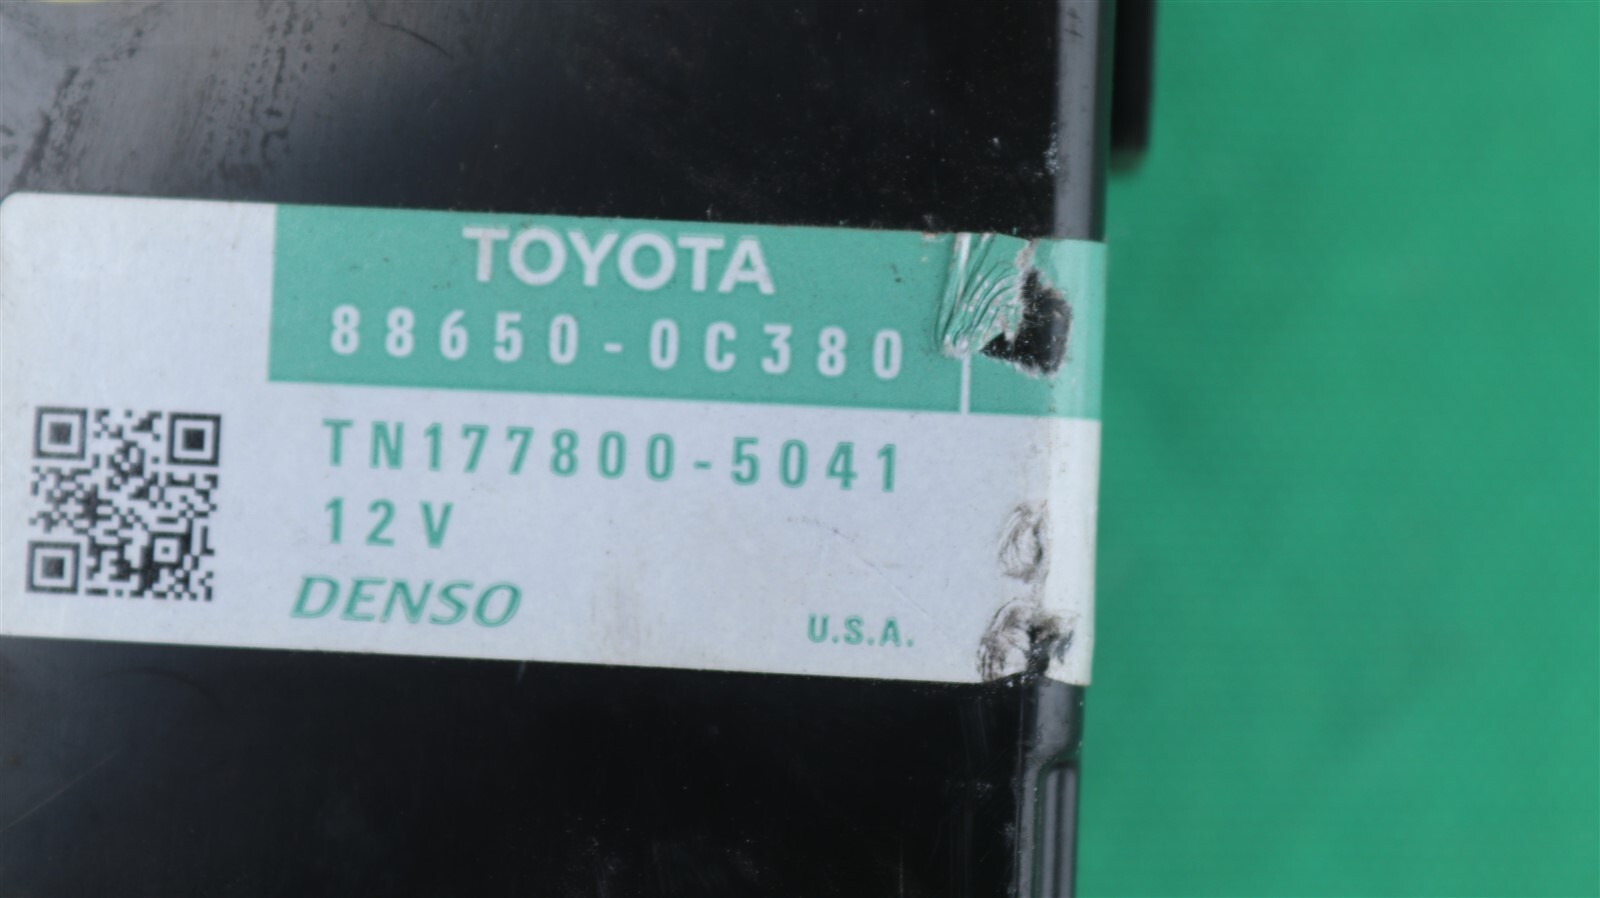 TOYOTA
88650-0C380
TN177800-5041
12V
DENSO
U.S.A.